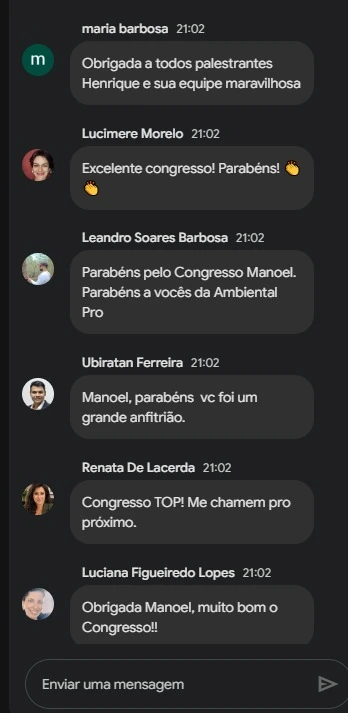 maria barbosa 21:02
m
Obrigada a todos palestrantes
Henrique e sua equipe maravilhosa
Lucimere Morelo 21:02
Excelente congresso! Parabéns! 👏
👏
Leandro Soares Barbosa 21:02
Parabéns pelo Congresso Manoel.
Parabéns a vocês da Ambiental
Pro
Ubiratan Ferreira 21:02
Manoel, parabéns  vc foi um
grande anfitrião.
Renata De Lacerda 21:02
Congresso TOP! Me chamem pro
próximo.
Luciana Figueiredo Lopes 21:02
Obrigada Manoel, muito bom o
Congresso!!
Enviar uma mensagem